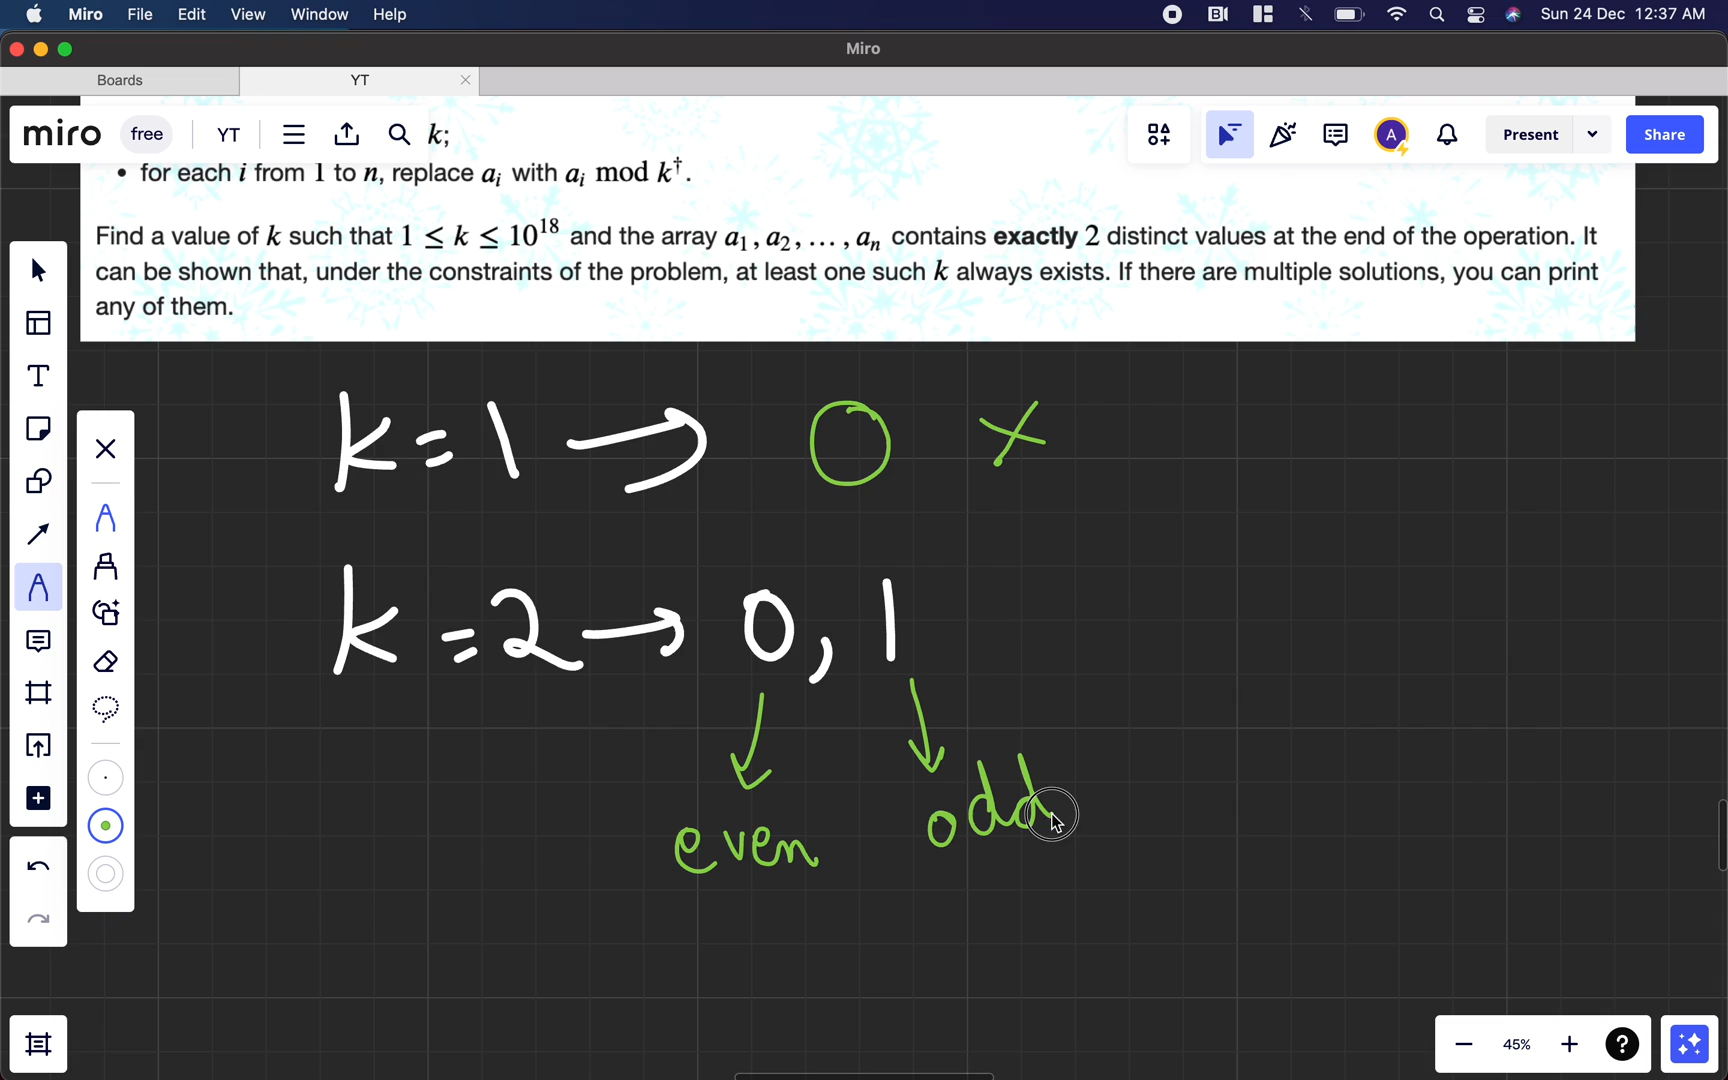 Miro File Edit View Window Help Sun 24 Dec 12:37 AM
Miro
Boards YT
miro free YT k; A Present Share
• for each i from 1 to n, replace aᵢ with aᵢ mod k†.
Find a value of k such that 1 ≤ k ≤ 10¹⁸ and the array a₁, a₂, …, aₙ contains exactly 2 distinct values at the end of the operation. It
can be shown that, under the constraints of the problem, at least one such k always exists. If there are multiple solutions, you can print
any of them.
k = 1 → 0 ×
k = 2 → 0, 1
even odd
45% ?